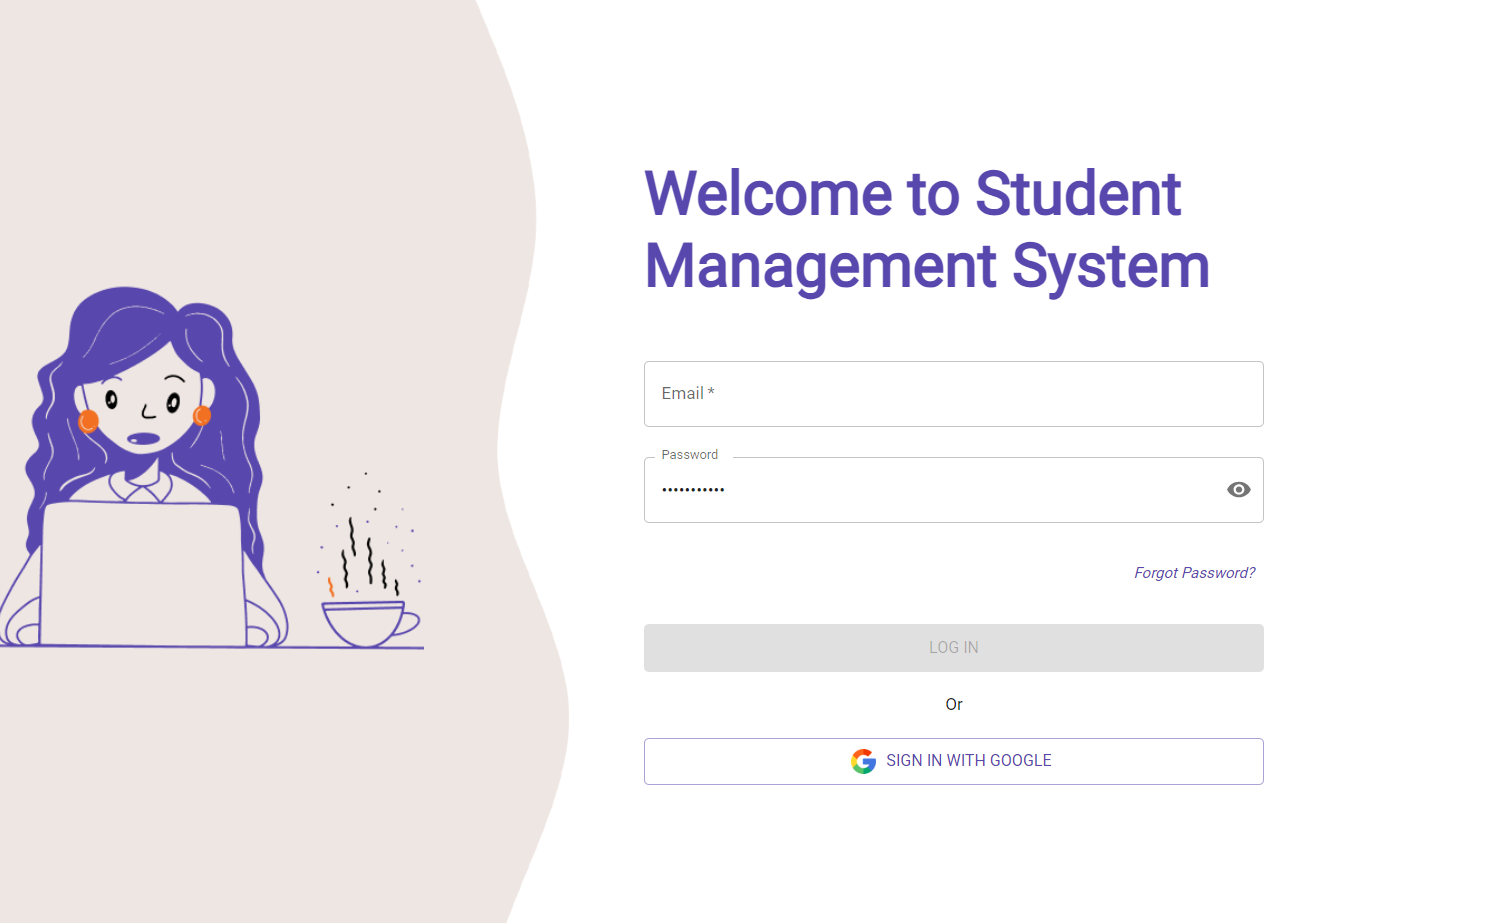 Welcome to Student
Management System
Email *
Password
•••••••••••
Forgot Password?
LOG IN
Or
SIGN IN WITH GOOGLE